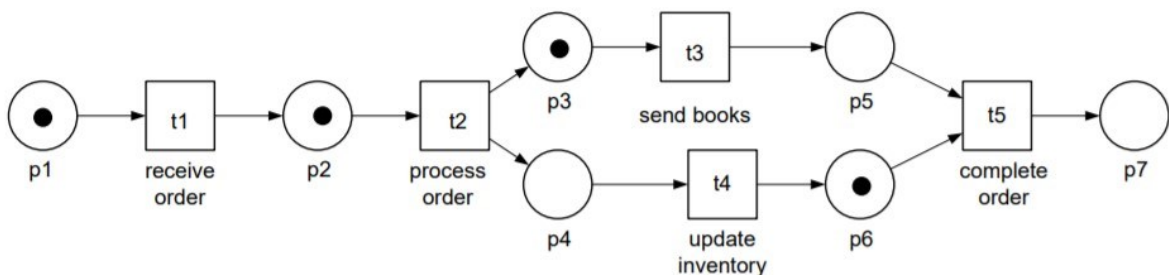 t3
p3
p5
send books
t1
t2
t5
p1
receive
order
p2
process
order
complete
order
p7
t4
p4
update
inventory
p6